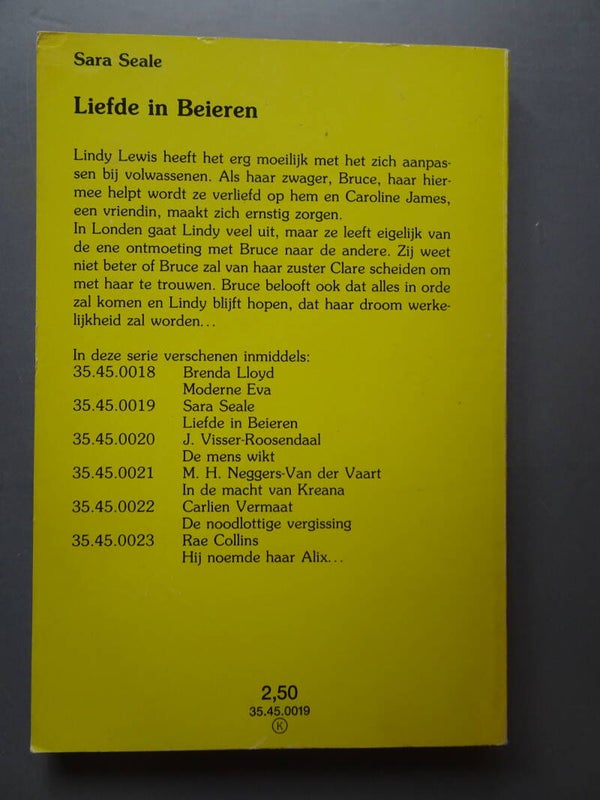 Sara Seale
Liefde in Beieren
Lindy Lewis heeft het erg moeilijk met het zich aanpas-
sen bij volwassenen. Als haar zwager, Bruce, haar hier-
mee helpt wordt ze verliefd op hem en Caroline James,
een vriendin, maakt zich ernstig zorgen.
In Londen gaat Lindy veel uit, maar ze leeft eigelijk van
de ene ontmoeting met Bruce naar de andere. Zij weet
niet beter of Bruce zal van haar zuster Clare scheiden om
met haar te trouwen. Bruce belooft ook dat alles in orde
zal komen en Lindy blijft hopen, dat haar droom werke-
lijkheid zal worden...
In deze serie verschenen inmiddels:
35.45.0018 Brenda Lloyd
Moderne Eva
35.45.0019 Sara Seale
Liefde in Beieren
35.45.0020 J. Visser-Roosendaal
De mens wikt
35.45.0021 M. H. Neggers-Van der Vaart
In de macht van Kreana
35.45.0022 Carlien Vermaat
De noodlottige vergissing
35.45.0023 Rae Collins
Hij noemde haar Alix...
2,50
35.45.0019
K